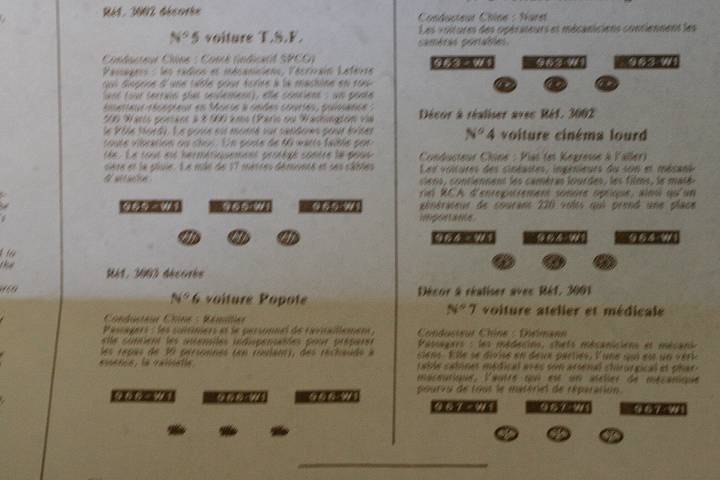 Réf. 3002 décorée
N°5 voiture T.S.F.
Conducteur Chine : Conté (indicatif SPCG)
Passagers : les radios et mécaniciens, l'écrivain Lefèvre
qui dispose d'une table pour écrire à la machine en rou-
lant (sur terrain plat seulement), elle contient : un poste
émetteur-récepteur en Morse à ondes courtes, puissance :
500 Watts portant à 8 000 kms (Paris ou Washington via
le Pôle Nord). Le poste est monté sur sandows pour éviter
toute vibration ou choc. Un poste de 60 watts faible por-
tée. Le tout est hermétiquement protégé contre la pous-
sière et la pluie. Le mât de 17 mètres démonté et ses câbles
d'attache.
965-W1 965-W1 965-W1
Réf. 3003 décorée
N°6 voiture Popote
Conducteur Chine : Rémillier
Passagers : les cuisiniers et le personnel de ravitaillement,
elle contient les ustensiles indispensables pour préparer
les repas de 30 personnes (en roulant), des réchauds à
essence, la vaisselle.
966-W1 966-W1 966-W1
Conducteur Chine : Nuret
Les voitures des opérateurs et mécaniciens contiennent les
caméras portables.
963-W1 963-W1 963-W1
Décor à réaliser avec Réf. 3002
N°4 voiture cinéma lourd
Conducteur Chine : Piat (et Kegresse à l'aller)
Les voitures des cinéastes, ingénieurs du son et mécani-
ciens, contiennent les caméras lourdes, les films, le maté-
riel RCA d'enregistrement sonore optique, ainsi qu'un
générateur de courant 220 volts qui prend une place
importante.
964-W1 964-W1 964-W1
Décor à réaliser avec Réf. 3001
N°7 voiture atelier et médicale
Conducteur Chine : Dielmann
Passagers : les médecins, chefs mécaniciens et mécani-
ciens. Elle se divise en deux parties, l'une qui est un véri-
table cabinet médical avec son arsenal chirurgical et phar-
maceutique, l'autre qui est un atelier de mécanique
pourvu de tout le matériel de réparation.
967-W1 967-W1 967-W1